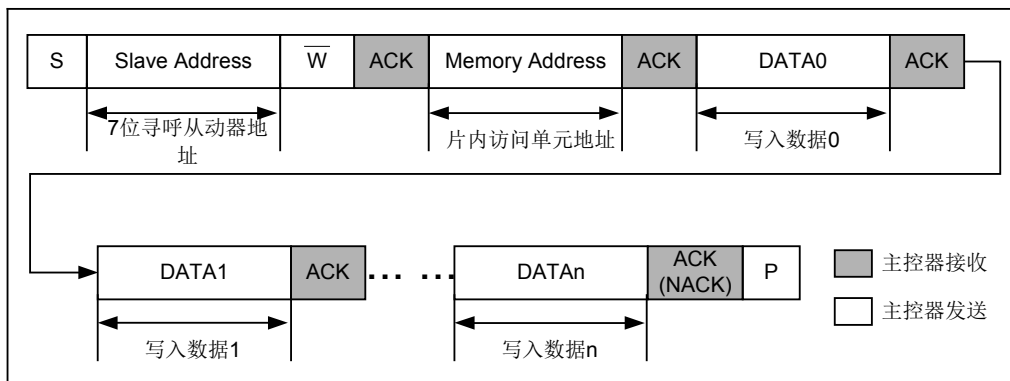 S Slave Address W ACK Memory Address ACK DATA0 ACK
7位寻呼从动器地
址
片内访问单元地址
写入数据0
DATA1 ACK ... ... DATAn ACK
(NACK) P
主控器接收
主控器发送
写入数据1
写入数据n